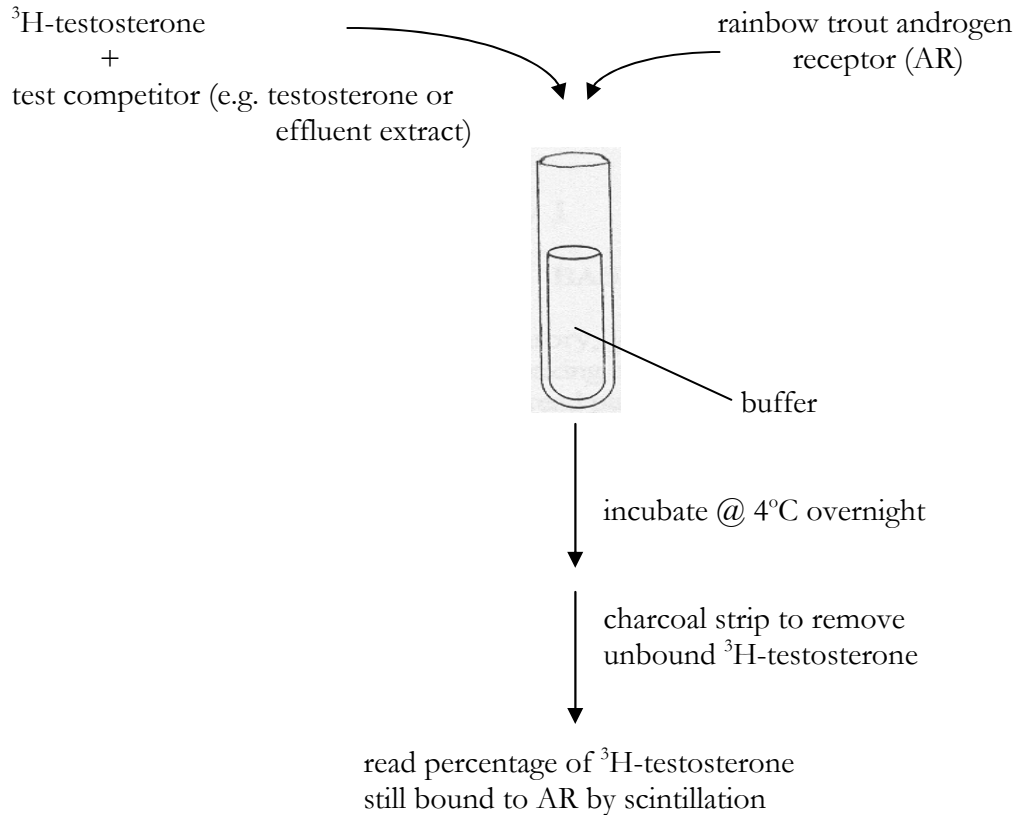 ³H-testosterone
+
test competitor (e.g. testosterone or
effluent extract)
rainbow trout androgen
receptor (AR)
buffer
incubate @ 4ºC overnight
charcoal strip to remove
unbound ³H-testosterone
read percentage of ³H-testosterone
still bound to AR by scintillation